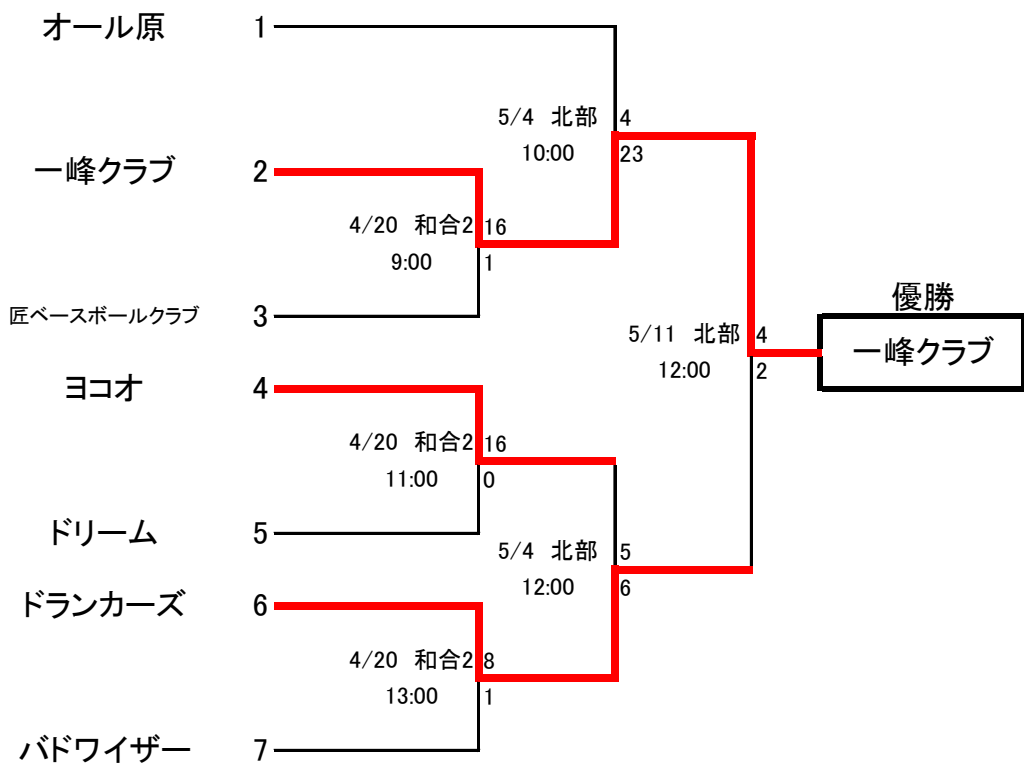 オール原 1
5/4 北部 4
10:00 23
一峰クラブ 2
4/20 和合2 16
9:00 1
匠ベースボールクラブ 3
優勝
一峰クラブ
5/11 北部 4
12:00 2
ヨコオ 4
4/20 和合2 16
11:00 0
ドリーム 5
5/4 北部 5
12:00 6
ドランカーズ 6
4/20 和合2 8
13:00 1
バドワイザー 7